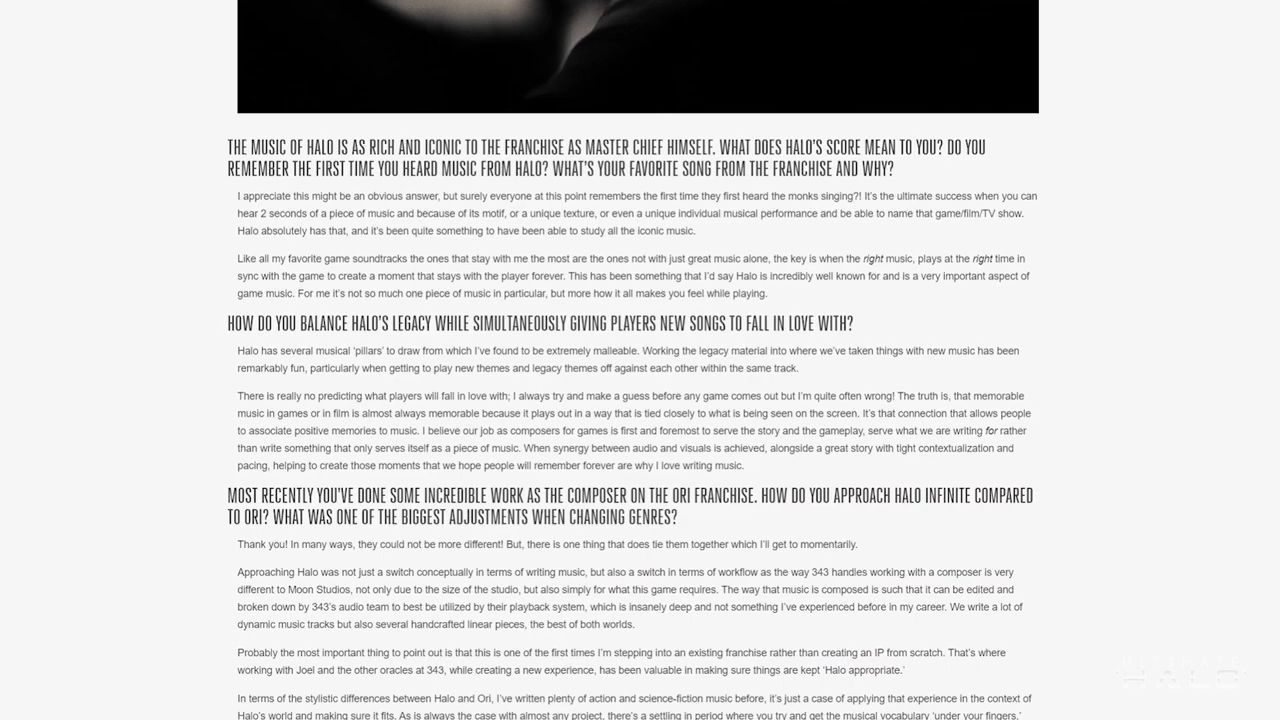 THE MUSIC OF HALO IS AS RICH AND ICONIC TO THE FRANCHISE AS MASTER CHIEF HIMSELF. WHAT DOES HALO'S SCORE MEAN TO YOU? DO YOU
REMEMBER THE FIRST TIME YOU HEARD MUSIC FROM HALO? WHAT'S YOUR FAVORITE SONG FROM THE FRANCHISE AND WHY?
I appreciate this might be an obvious answer, but surely everyone at this point remembers the first time they first heard the monks singing?! It's the ultimate success when you can
hear 2 seconds of a piece of music and because of its motif, or a unique texture, or even a unique individual musical performance and be able to name that game/film/TV show.
Halo absolutely has that, and it's been quite something to have been able to study all the iconic music.
Like all my favorite game soundtracks the ones that stay with me the most are the ones not with just great music alone, the key is when the right music, plays at the right time in
sync with the game to create a moment that stays with the player forever. This has been something that I'd say Halo is incredibly well known for and is a very important aspect of
game music. For me it's not so much one piece of music in particular, but more how it all makes you feel while playing.
HOW DO YOU BALANCE HALO'S LEGACY WHILE SIMULTANEOUSLY GIVING PLAYERS NEW SONGS TO FALL IN LOVE WITH?
Halo has several musical 'pillars' to draw from which I've found to be extremely malleable. Working the legacy material into where we've taken things with new music has been
remarkably fun, particularly when getting to play new themes and legacy themes off against each other within the same track.
There is really no predicting what players will fall in love with; I always try and make a guess before any game comes out but I'm quite often wrong! The truth is, that memorable
music in games or in film is almost always memorable because it plays out in a way that is tied closely to what is being seen on the screen. It's that connection that allows people
to associate positive memories to music. I believe our job as composers for games is first and foremost to serve the story and the gameplay, serve what we are writing for rather
than write something that only serves itself as a piece of music. When synergy between audio and visuals is achieved, alongside a great story with tight contextualization and
pacing, helping to create those moments that we hope people will remember forever are why I love writing music.
MOST RECENTLY YOU'VE DONE SOME INCREDIBLE WORK AS THE COMPOSER ON THE ORI FRANCHISE. HOW DO YOU APPROACH HALO INFINITE COMPARED
TO ORI? WHAT WAS ONE OF THE BIGGEST ADJUSTMENTS WHEN CHANGING GENRES?
Thank you! In many ways, they could not be more different! But, there is one thing that does tie them together which I'll get to momentarily.
Approaching Halo was not just a switch conceptually in terms of writing music, but also a switch in terms of workflow as the way 343 handles working with a composer is very
different to Moon Studios, not only due to the size of the studio, but also simply for what this game requires. The way that music is composed is such that it can be edited and
broken down by 343's audio team to best be utilized by their playback system, which is insanely deep and not something I've experienced before in my career. We write a lot of
dynamic music tracks but also several handcrafted linear pieces, the best of both worlds.
Probably the most important thing to point out is that this is one of the first times I'm stepping into an existing franchise rather than creating an IP from scratch. That's where
working with Joel and the other oracles at 343, while creating a new experience, has been valuable in making sure things are kept 'Halo appropriate.'
In terms of the stylistic differences between Halo and Ori, I've written plenty of action and science-fiction music before, it's just a case of applying that experience in the context of
Halo's world and making sure it fits. As is always the case with almost any project, there's a settling in period where you try and get the musical vocabulary 'under your fingers.'
HALO